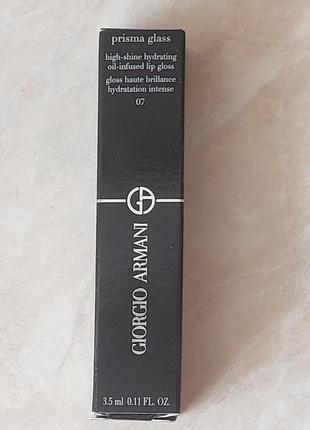 prisma glass
high-shine hydrating
oil-infused lip gloss
gloss haute brillance
hydratation intense
07
GA
GIORGIO ARMANI
3.5 ml 0.11 FL. OZ.